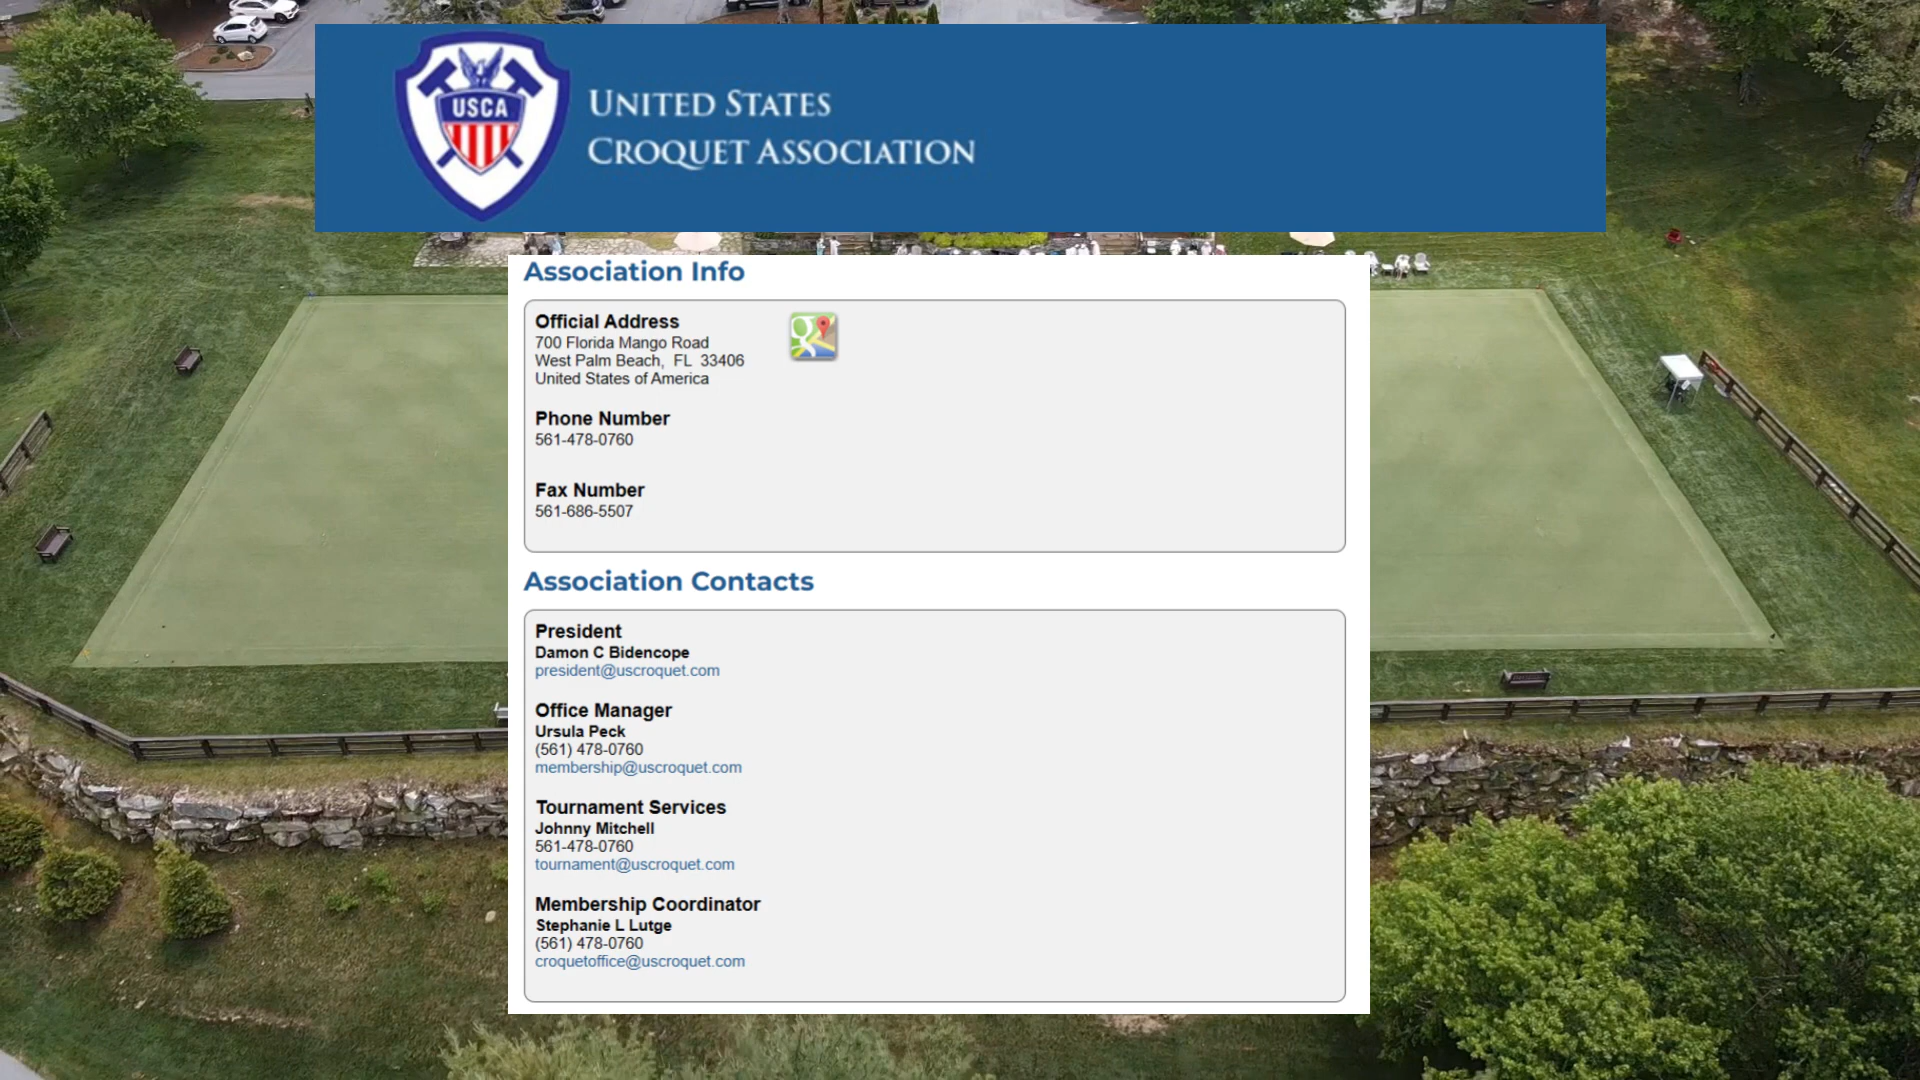 USCA
UNITED STATES
CROQUET ASSOCIATION
Association Info
Official Address
700 Florida Mango Road
West Palm Beach, FL 33406
United States of America
Phone Number
561-478-0760
Fax Number
561-686-5507
Association Contacts
President
Damon C Bidencope
president@uscroquet.com
Office Manager
Ursula Peck
(561) 478-0760
membership@uscroquet.com
Tournament Services
Johnny Mitchell
561-478-0760
tournament@uscroquet.com
Membership Coordinator
Stephanie L Lutge
(561) 478-0760
croquetoffice@uscroquet.com